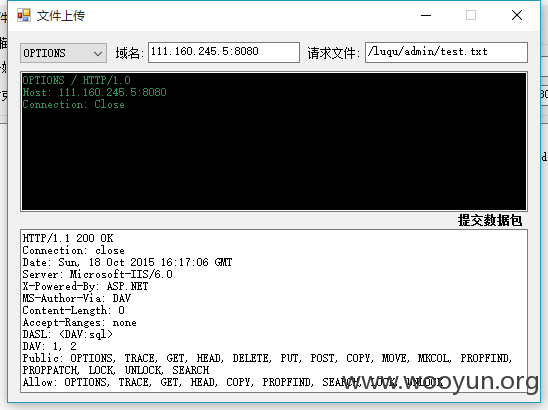 文件上传
OPTIONS 域名: 111.160.245.5:8080 请求文件: /luqu/admin/test.txt
OPTIONS / HTTP/1.0
Host: 111.160.245.5:8080
Connection: Close
提交数据包
HTTP/1.1 200 OK
Connection: close
Date: Sun, 18 Oct 2015 16:17:06 GMT
Server: Microsoft-IIS/6.0
X-Powered-By: ASP.NET
MS-Author-Via: DAV
Content-Length: 0
Accept-Ranges: none
DASL: <DAV:sql>
DAV: 1, 2
Public: OPTIONS, TRACE, GET, HEAD, DELETE, PUT, POST, COPY, MOVE, MKCOL, PROPFIND,
PROPPATCH, LOCK, UNLOCK, SEARCH
Allow: OPTIONS, TRACE, GET, HEAD, COPY, PROPFIND, SEARCH, LOCK, UNLOCK
www.wooyun.org